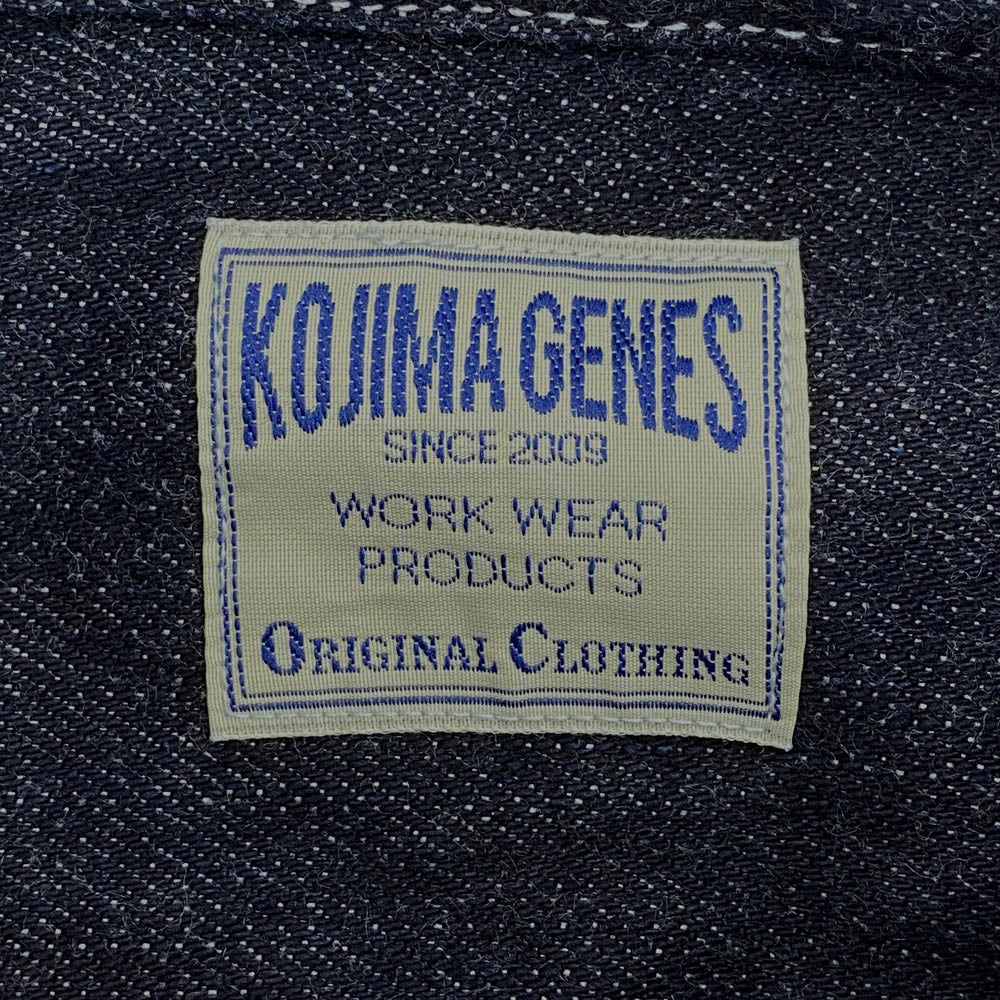 KOJIMA GENES
SINCE 2009
WORK WEAR
PRODUCTS
ORIGINAL CLOTHING